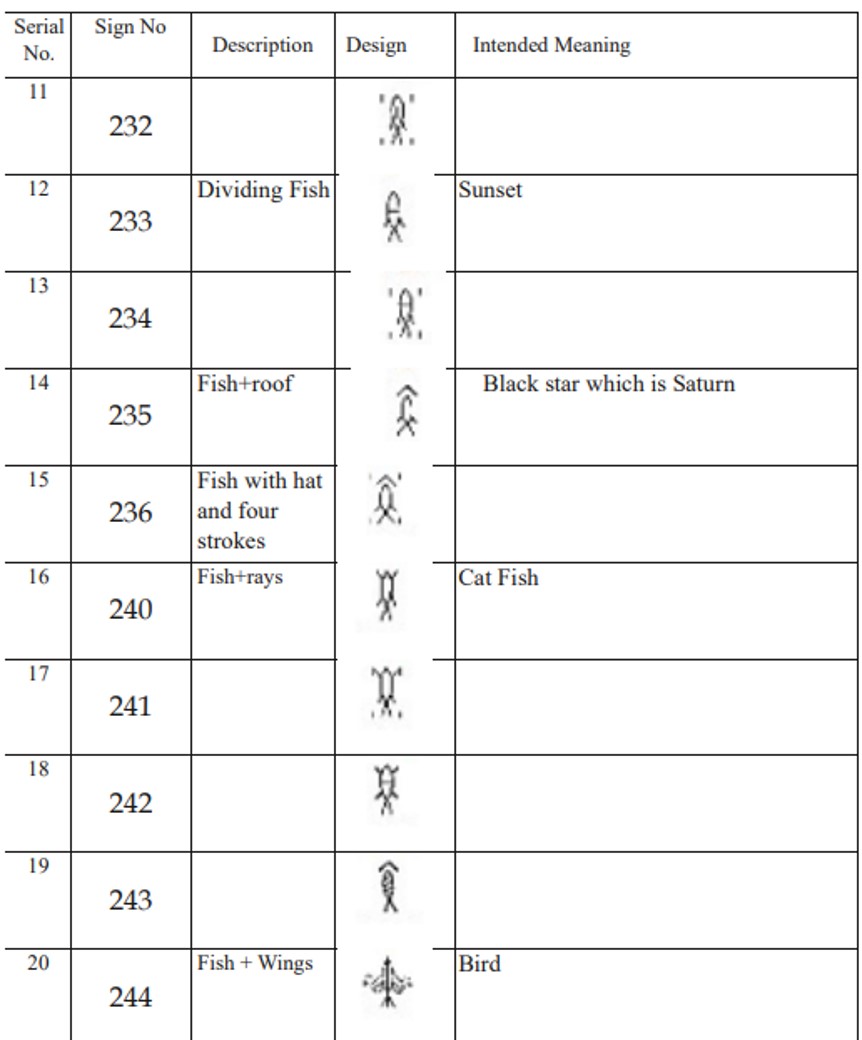 Serial No. Sign No Description Design Intended Meaning
11 232
12 233 Dividing Fish Sunset
13 234
14 235 Fish+roof Black star which is Saturn
15 236 Fish with hat and four strokes
16 240 Fish+rays Cat Fish
17 241
18 242
19 243
20 244 Fish + Wings Bird